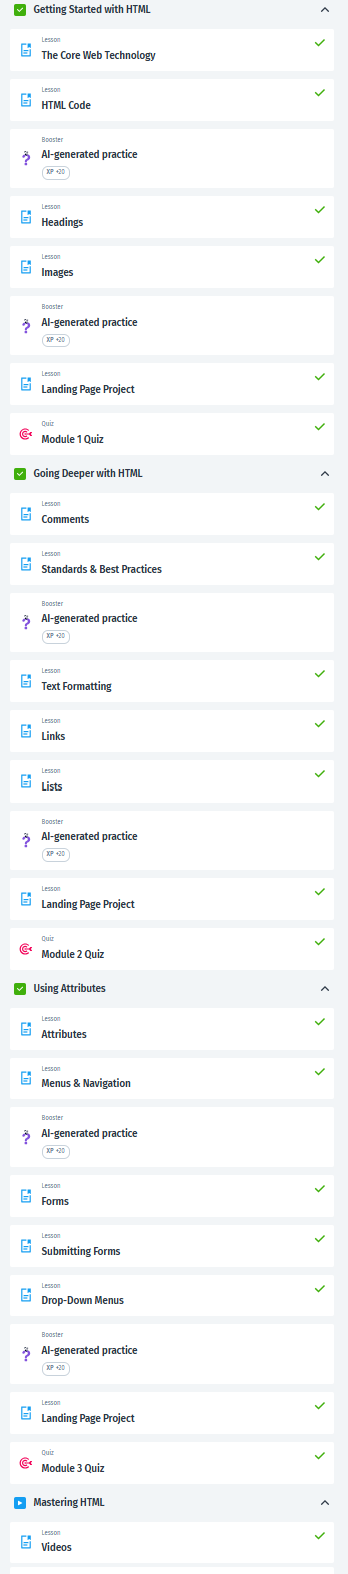 Getting Started with HTML
Lesson
The Core Web Technology
Lesson
HTML Code
Booster
AI-generated practice
XP +20
Lesson
Headings
Lesson
Images
Booster
AI-generated practice
XP +20
Lesson
Landing Page Project
Quiz
Module 1 Quiz
Going Deeper with HTML
Lesson
Comments
Lesson
Standards & Best Practices
Booster
AI-generated practice
XP +20
Lesson
Text Formatting
Lesson
Links
Lesson
Lists
Booster
AI-generated practice
XP +20
Lesson
Landing Page Project
Quiz
Module 2 Quiz
Using Attributes
Lesson
Attributes
Lesson
Menus & Navigation
Booster
AI-generated practice
XP +20
Lesson
Forms
Lesson
Submitting Forms
Lesson
Drop-Down Menus
Booster
AI-generated practice
XP +20
Lesson
Landing Page Project
Quiz
Module 3 Quiz
Mastering HTML
Lesson
Videos